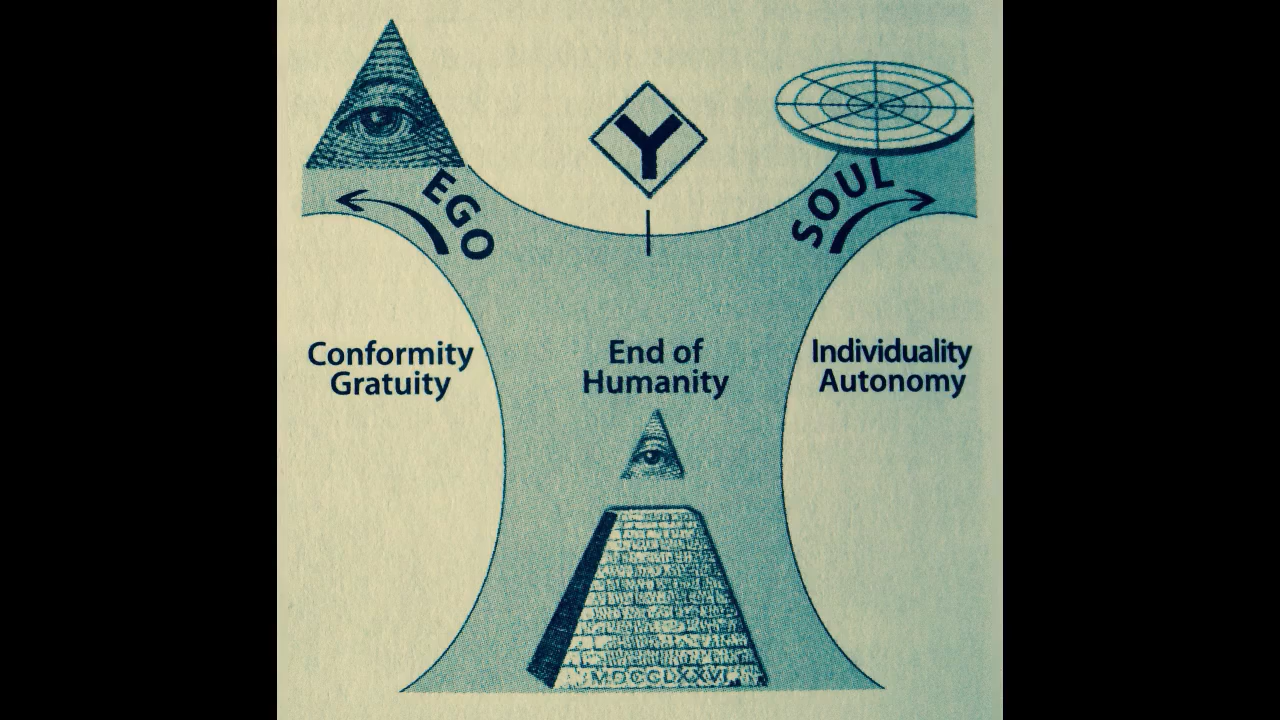 Y
EGO
SOUL
Conformity
Gratuity
End of
Humanity
Individuality
Autonomy
MDCCLXXVI